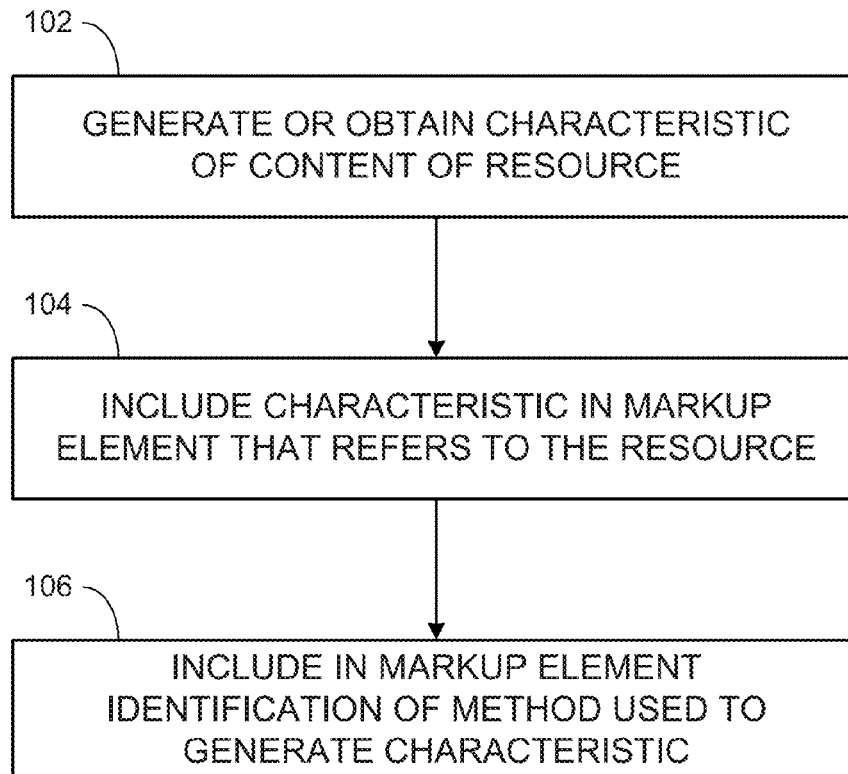 102
GENERATE OR OBTAIN CHARACTERISTIC
OF CONTENT OF RESOURCE
104
INCLUDE CHARACTERISTIC IN MARKUP
ELEMENT THAT REFERS TO THE RESOURCE
106
INCLUDE IN MARKUP ELEMENT
IDENTIFICATION OF METHOD USED TO
GENERATE CHARACTERISTIC